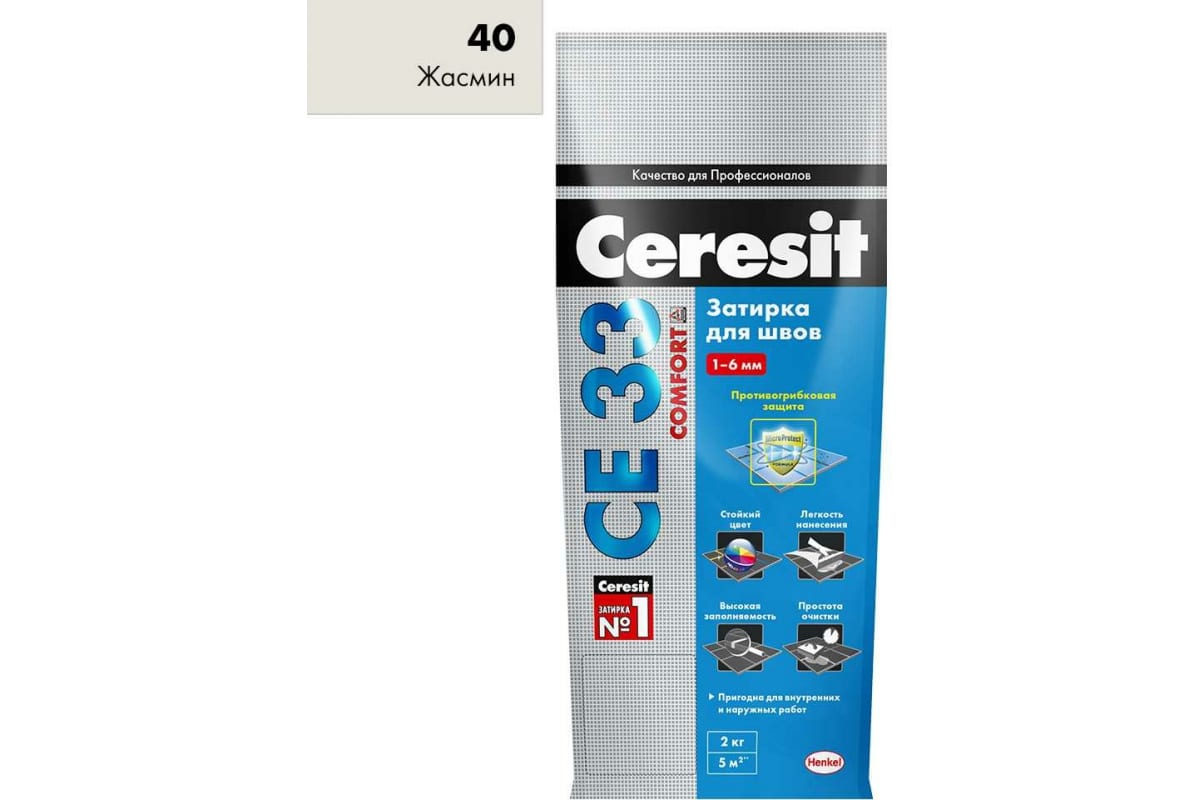 40
Жасмин
Качество для Профессионалов
Ceresit
CE 33
COMFORT
Затирка
для швов
1–6 мм
Противогрибковая
защита
MicroProtect
FORMULA
Стойкий
цвет
Легкость
нанесения
Высокая
заполняемость
Простота
очистки
Ceresit
ЗАТИРКА
№1
Пригодна для внутренних
и наружных работ
2 кг
5 м²**
Henkel